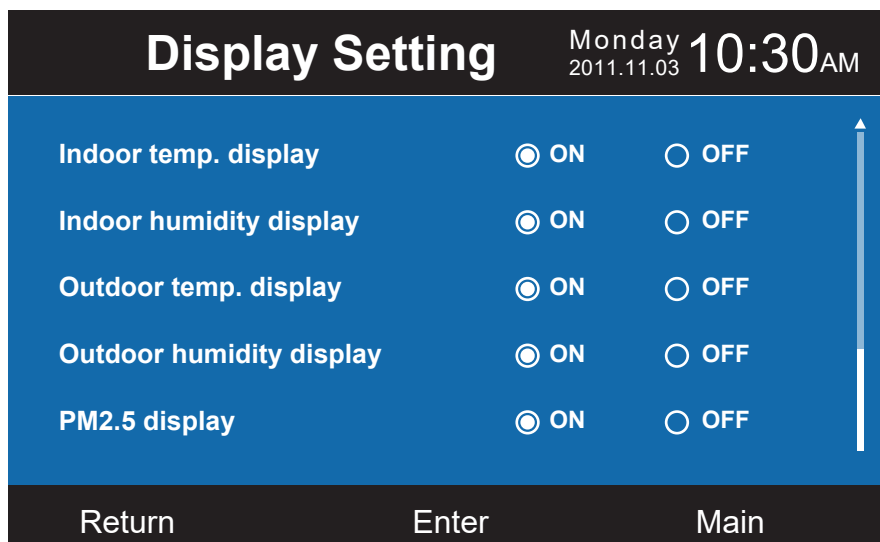 Display Setting
Monday
2011.11.03
10:30AM
Indoor temp. display ON OFF
Indoor humidity display ON OFF
Outdoor temp. display ON OFF
Outdoor humidity display ON OFF
PM2.5 display ON OFF
Return Enter Main